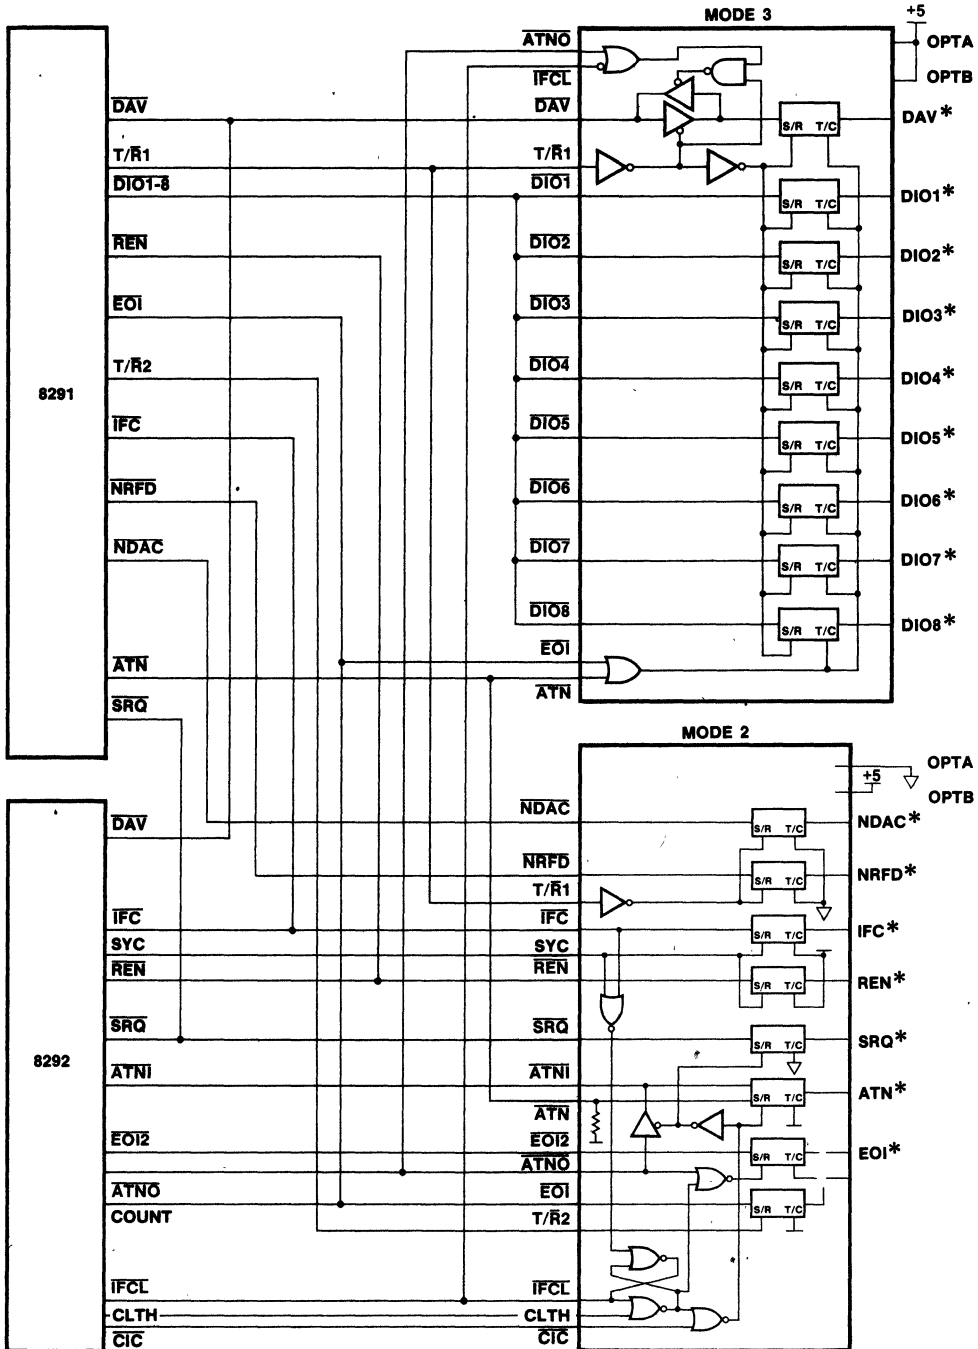 MODE 3
+5
8291
DAV
T/R1
DIO1-8
REN
EOI
T/R2
IFC
NRFD
NDAC
ATN
SRQ
ATNO
IFCL
DAV
T/R1
DIO1
DIO2
DIO3
DIO4
DIO5
DIO6
DIO7
DIO8
EOI
ATN
S/R T/C
S/R T/C
S/R T/C
S/R T/C
S/R T/C
S/R T/C
S/R T/C
S/R T/C
S/R T/C
OPTA
OPTB
DAV*
DIO1*
DIO2*
DIO3*
DIO4*
DIO5*
DIO6*
DIO7*
DIO8*
MODE 2
8292
DAV
IFC
SYC
REN
SRQ
ATNI
EOI2
ATNO
COUNT
IFCL
CLTH
CIC
NDAC
NRFD
T/R1
IFC
SYC
REN
SRQ
ATNI
ATN
EOI2
ATNO
EOI
T/R2
IFCL
CLTH
CIC
S/R T/C
S/R T/C
S/R T/C
S/R T/C
S/R T/C
S/R T/C
S/R T/C
S/R T/C
OPTA
+5
OPTB
NDAC*
NRFD*
IFC*
REN*
SRQ*
ATN*
EOI*